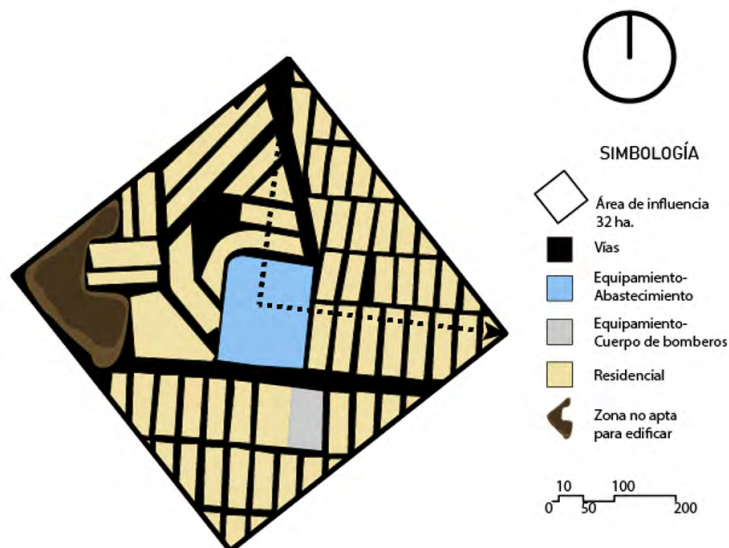 SIMBOLOGÍA
Área de influencia
32 ha.
Vías
Equipamiento-
Abastecimiento
Equipamiento-
Cuerpo de bomberos
Residencial
Zona no apta
para edificar
10 100
0 50 200